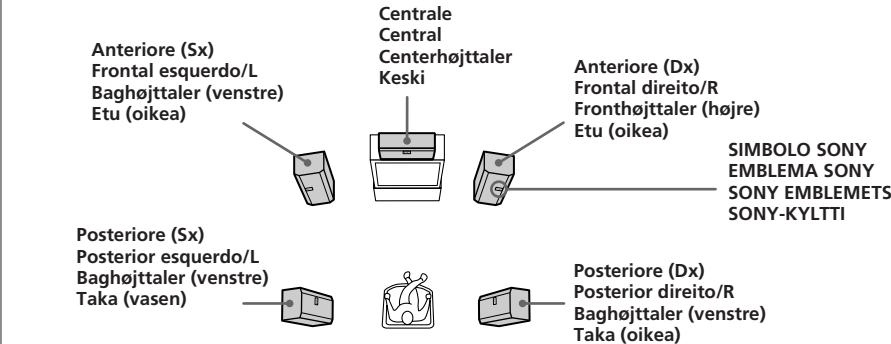 Centrale
Central
Centerhøjttaler
Keski
Anteriore (Sx)
Frontal esquerdo/L
Baghøjttaler (venstre)
Etu (oikea)
Anteriore (Dx)
Frontal direito/R
Fronthøjttaler (højre)
Etu (oikea)
SIMBOLO SONY
EMBLEMA SONY
SONY EMBLEMETS
SONY-KYLTTI
Posteriore (Sx)
Posterior esquerdo/L
Baghøjttaler (venstre)
Taka (vasen)
Posteriore (Dx)
Posterior direito/R
Baghøjttaler (venstre)
Taka (oikea)